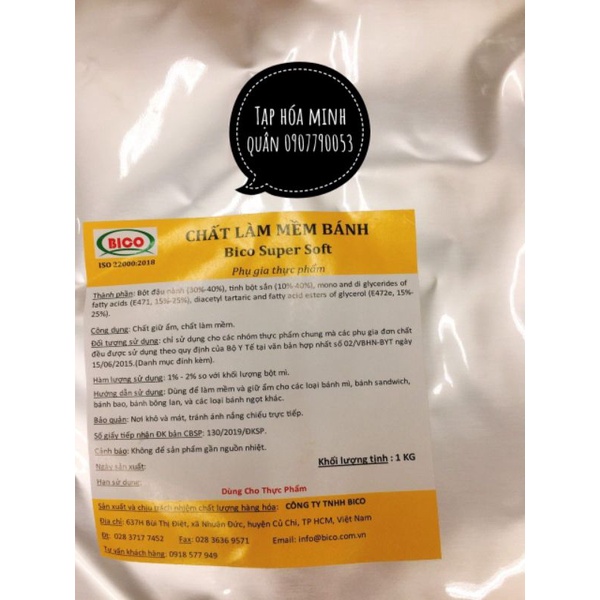 TẠP HÓA MINH
QUÂN 0907790053
BICO
ISO 22000:2018
CHẤT LÀM MỀM BÁNH
Bico Super Soft
Phụ gia thực phẩm
Thành phần: Bột đậu nành (30%-40%), tinh bột sắn (10%-40%), mono and di glycerides of
fatty acids (E471, 15%-25%), diacetyl tartaric and fatty acid esters of glycerol (E472e, 15%-
25%).
Công dụng: Chất giữ ẩm, chất làm mềm.
Đối tượng sử dụng: chỉ sử dụng cho các nhóm thực phẩm chung mà các phụ gia đơn chất
đều được sử dụng theo quy định của Bộ Y Tế tại văn bản hợp nhất số 02/VBHN-BYT ngày
15/06/2015.(Danh mục đính kèm).
Hàm lượng sử dụng: 1% - 2% so với khối lượng bột mì.
Hướng dẫn sử dụng: Dùng để làm mềm và giữ ẩm cho các loại bánh mì, bánh sandwich,
bánh bao, bánh bông lan, và các loại bánh ngọt khác.
Bảo quản: Nơi khô và mát, tránh ánh nắng chiếu trực tiếp.
Số giấy tiếp nhận ĐK bản CBSP: 130/2019/ĐKSP.
Cảnh báo: Không để sản phẩm gần nguồn nhiệt.
Ngày sản xuất:
Khối lượng tịnh : 1 KG
Hạn sử dụng:
Dùng Cho Thực Phẩm
Sản xuất và chịu trách nhiệm chất lượng hàng hóa: CÔNG TY TNHH BICO
Địa chỉ: 637H Bùi Thị Điệt, xã Nhuận Đức, huyện Củ Chi, TP HCM, Việt Nam
Đt: 028 3717 7452 Fax: 028 3636 9571 Email: info@bico.com.vn
Tư vấn khách hàng: 0918 577 949